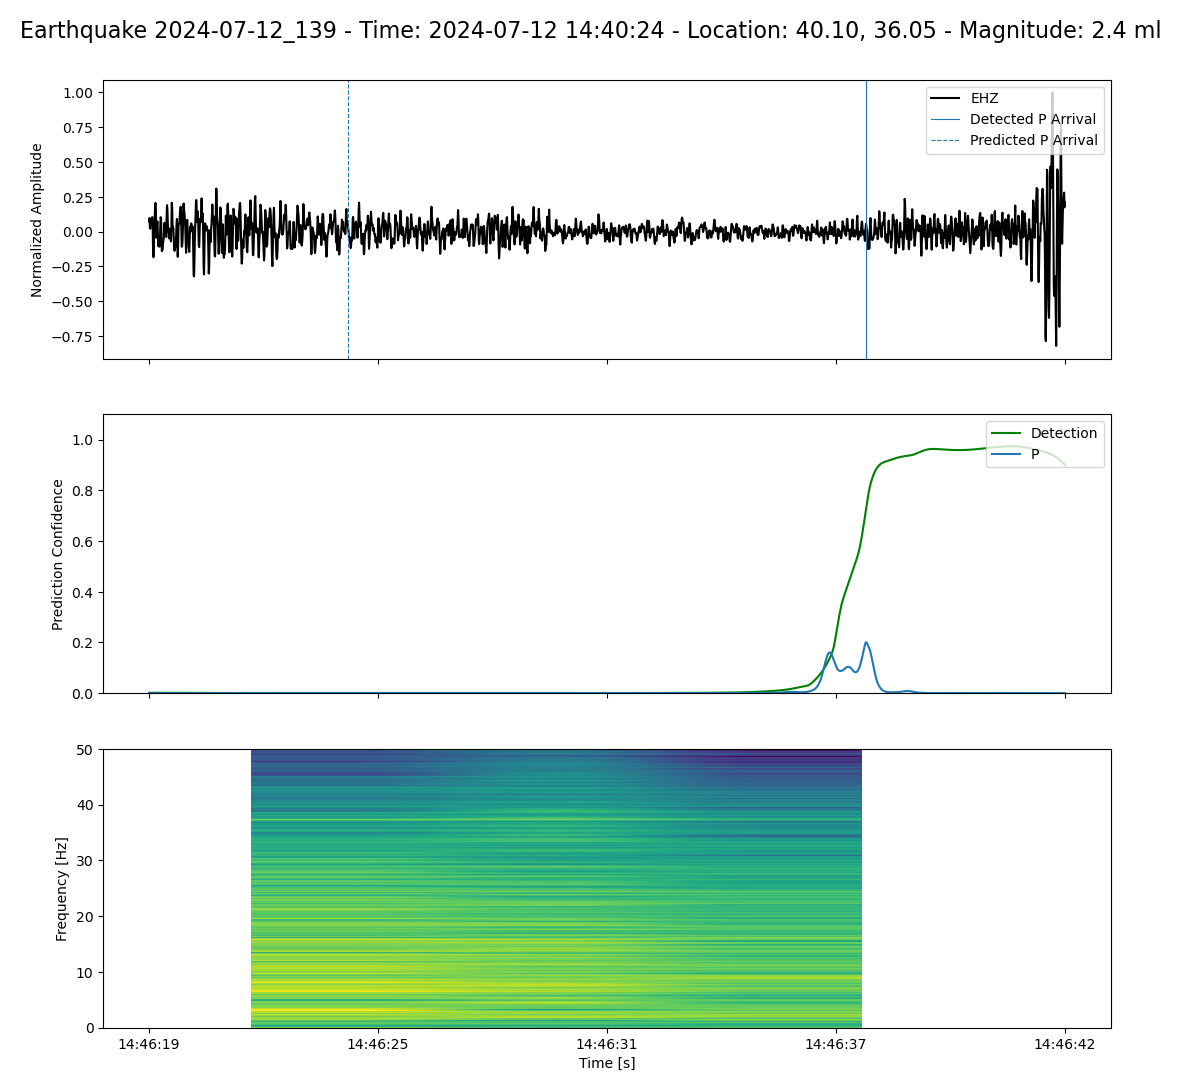 Earthquake 2024-07-12_139 - Time: 2024-07-12 14:40:24 - Location: 40.10, 36.05 - Magnitude: 2.4 ml
EHZ
Detected P Arrival
Predicted P Arrival
1.00
0.75
0.50
0.25
0.00
−0.25
−0.50
−0.75
Normalized Amplitude
Detection
P
1.0
0.8
0.6
0.4
0.2
0.0
Prediction Confidence
50
40
30
20
10
0
Frequency [Hz]
14:46:19
14:46:25
14:46:31
14:46:37
14:46:42
Time [s]